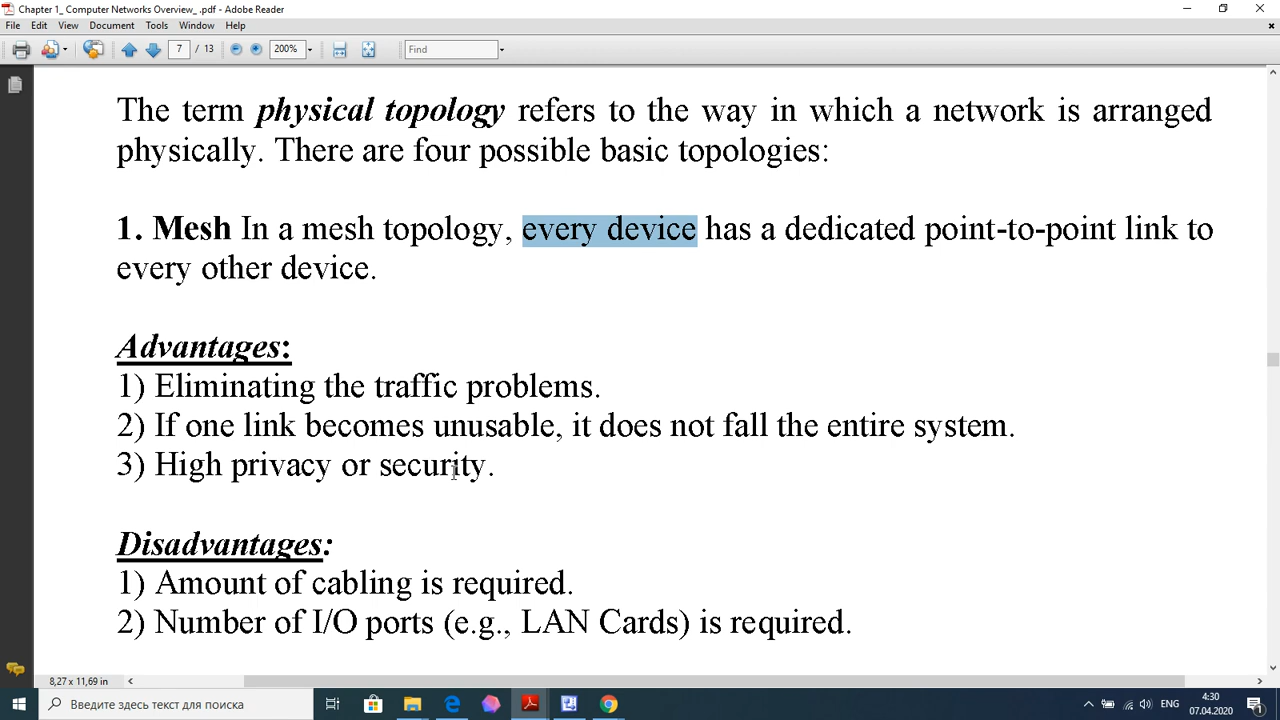 Chapter 1_ Computer Networks Overview_ .pdf - Adobe Reader
File Edit View Document Tools Window Help
7 / 13 200% Find
The term physical topology refers to the way in which a network is arranged
physically. There are four possible basic topologies:
1. Mesh In a mesh topology, every device has a dedicated point-to-point link to
every other device.
Advantages:
1) Eliminating the traffic problems.
2) If one link becomes unusable, it does not fall the entire system.
3) High privacy or security.
Disadvantages:
1) Amount of cabling is required.
2) Number of I/O ports (e.g., LAN Cards) is required.
8,27 x 11,69 in
Введите здесь текст для поиска
ENG
4:30
07.04.2020
1